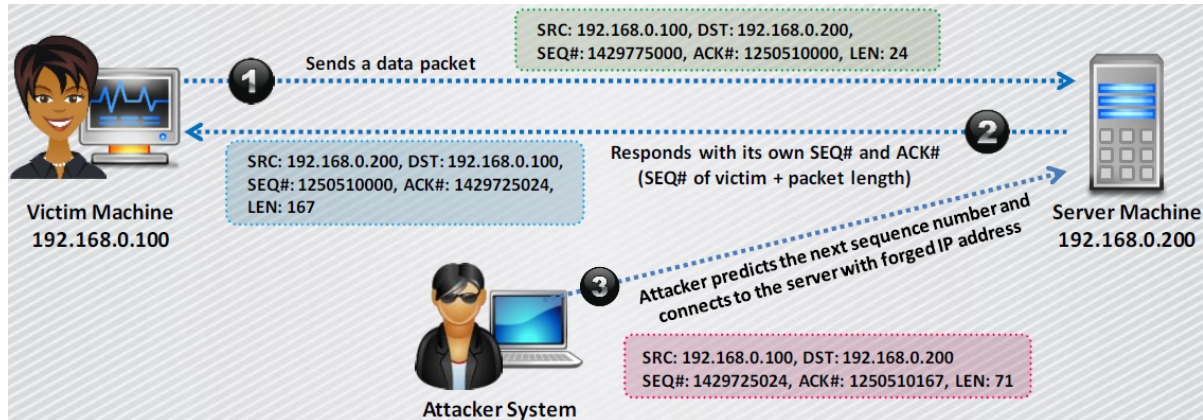 SRC: 192.168.0.100, DST: 192.168.0.200,
SEQ#: 1429775000, ACK#: 1250510000, LEN: 24
1
Sends a data packet
2
SRC: 192.168.0.200, DST: 192.168.0.100,
SEQ#: 1250510000, ACK#: 1429725024,
LEN: 167
Responds with its own SEQ# and ACK#
(SEQ# of victim + packet length)
Victim Machine
192.168.0.100
Server Machine
192.168.0.200
3
Attacker predicts the next sequence number and
connects to the server with forged IP address
SRC: 192.168.0.100, DST: 192.168.0.200
SEQ#: 1429725024, ACK#: 1250510167, LEN: 71
Attacker System